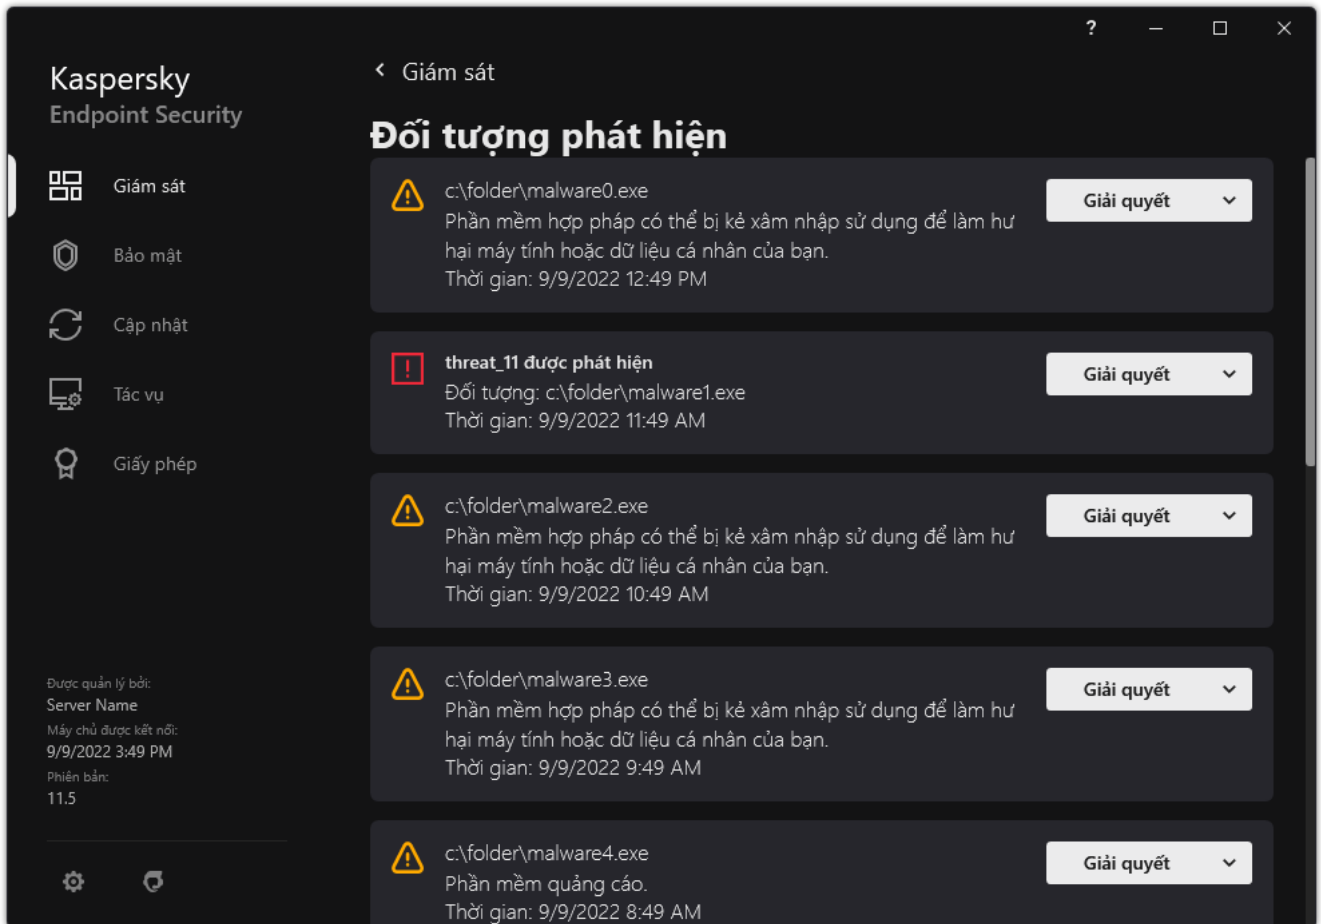 ?
Kaspersky
Endpoint Security
Giám sát
Bảo mật
Cập nhật
Tác vụ
Giấy phép
Được quản lý bởi:
Server Name
Máy chủ được kết nối:
9/9/2022 3:49 PM
Phiên bản:
11.5
Giám sát
Đối tượng phát hiện
c:\folder\malware0.exe
Phần mềm hợp pháp có thể bị kẻ xâm nhập sử dụng để làm hư
hại máy tính hoặc dữ liệu cá nhân của bạn.
Thời gian: 9/9/2022 12:49 PM
Giải quyết
threat_11 được phát hiện
Đối tượng: c:\folder\malware1.exe
Thời gian: 9/9/2022 11:49 AM
Giải quyết
c:\folder\malware2.exe
Phần mềm hợp pháp có thể bị kẻ xâm nhập sử dụng để làm hư
hại máy tính hoặc dữ liệu cá nhân của bạn.
Thời gian: 9/9/2022 10:49 AM
Giải quyết
c:\folder\malware3.exe
Phần mềm hợp pháp có thể bị kẻ xâm nhập sử dụng để làm hư
hại máy tính hoặc dữ liệu cá nhân của bạn.
Thời gian: 9/9/2022 9:49 AM
Giải quyết
c:\folder\malware4.exe
Phần mềm quảng cáo.
Thời gian: 9/9/2022 8:49 AM
Giải quyết